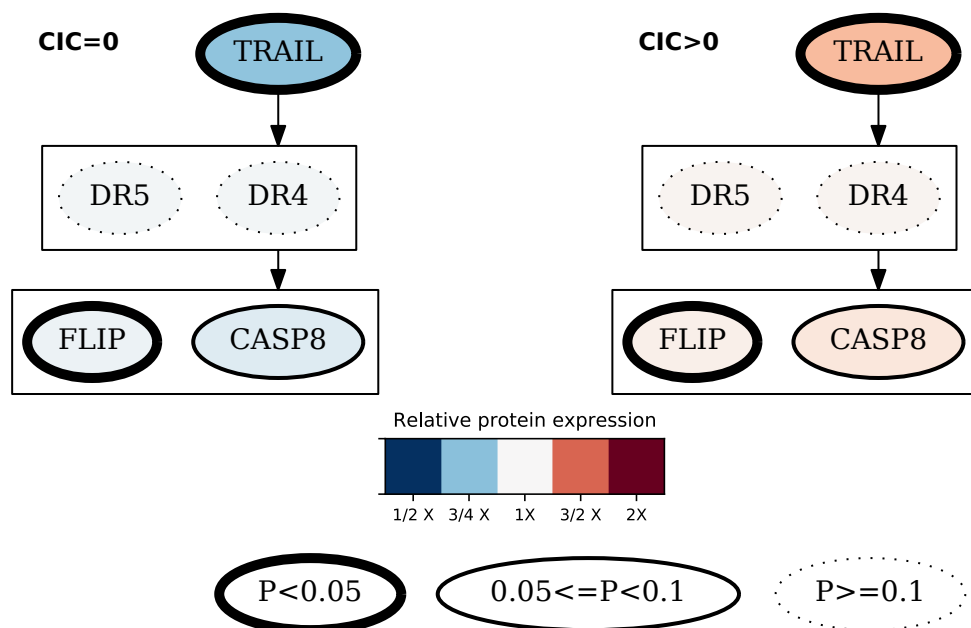 CIC=0
TRAIL
CIC>0
TRAIL
DR5 DR4
DR5 DR4
FLIP CASP8
FLIP CASP8
Relative protein expression
1/2 X 3/4 X 1X 3/2 X 2X
P<0.05 0.05<=P<0.1 P>=0.1